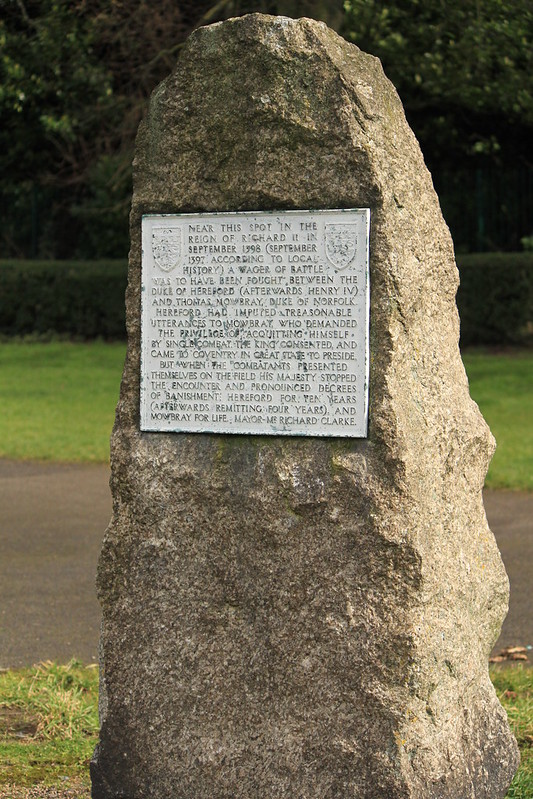 NEAR THIS SPOT IN THE
REIGN OF RICHARD II IN
SEPTEMBER 1398 (SEPTEMBER
1397 ACCORDING TO LOCAL
HISTORY) A WAGER OF BATTLE
WAS TO HAVE BEEN FOUGHT BETWEEN THE
DUKE OF HEREFORD (AFTERWARDS HENRY IV)
AND THOMAS MOWBRAY, DUKE OF NORFOLK.
HEREFORD HAD IMPUTED TREASONABLE
UTTERANCES TO MOWBRAY, WHO DEMANDED
THE PRIVILEGE OF ACQUITTING HIMSELF
BY SINGLE COMBAT. THE KING CONSENTED, AND
CAME TO COVENTRY IN GREAT STATE TO PRESIDE,
BUT WHEN THE COMBATANTS PRESENTED
THEMSELVES ON THE FIELD HIS MAJESTY STOPPED
THE ENCOUNTER AND PRONOUNCED DECREES
OF BANISHMENT, HEREFORD FOR TEN YEARS
(AFTERWARDS REMITTING FOUR YEARS), AND
MOWBRAY FOR LIFE. MAYOR MR RICHARD CLARKE.